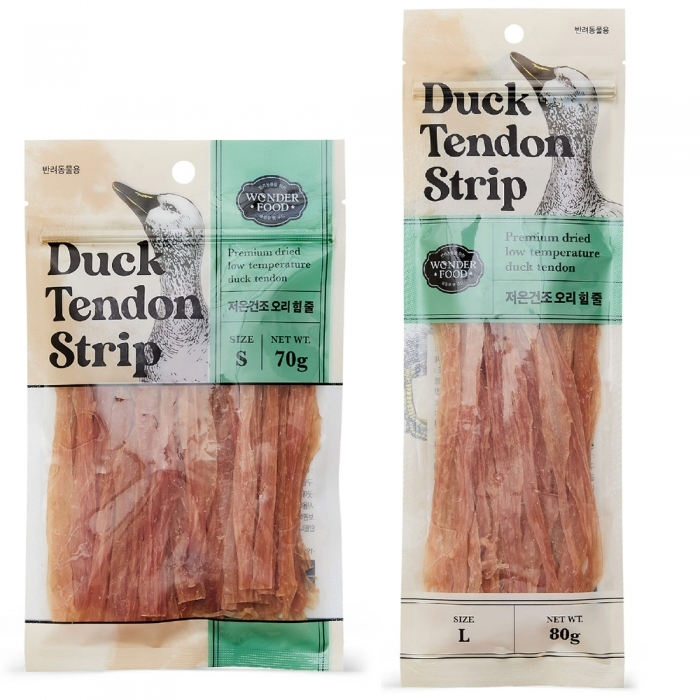 반려동물용
WONDER
FOOD
Duck
Tendon
Strip
Premium dried
low temperature
duck tendon
저온건조 오리 힘줄
SIZE
S
NET WT.
70g
반려동물용
Duck
Tendon
Strip
WONDER
FOOD
Premium dried
low temperature
duck tendon
저온건조 오리 힘줄
SIZE
L
NET WT.
80g